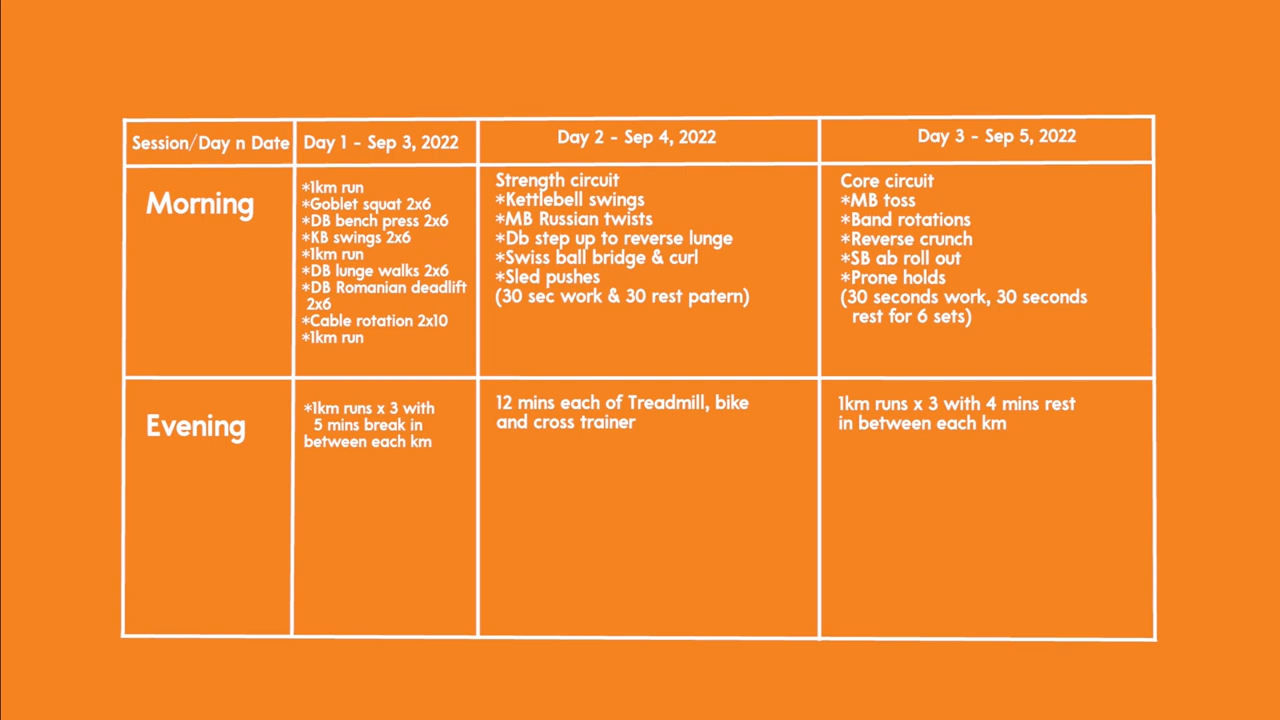 Session/Day n Date
Day 1 - Sep 3, 2022
Day 2 - Sep 4, 2022
Day 3 - Sep 5, 2022
Morning
*1km run
*Goblet squat 2x6
*DB bench press 2x6
*KB swings 2x6
*1km run
*DB lunge walks 2x6
*DB Romanian deadlift
2x6
*Cable rotation 2x10
*1km run
Strength circuit
*Kettlebell swings
*MB Russian twists
*Db step up to reverse lunge
*Swiss ball bridge & curl
*Sled pushes
(30 sec work & 30 rest patern)
Core circuit
*MB toss
*Band rotations
*Reverse crunch
*SB ab roll out
*Prone holds
(30 seconds work, 30 seconds
rest for 6 sets)
Evening
*1km runs x 3 with
5 mins break in
between each km
12 mins each of Treadmill, bike
and cross trainer
1km runs x 3 with 4 mins rest
in between each km